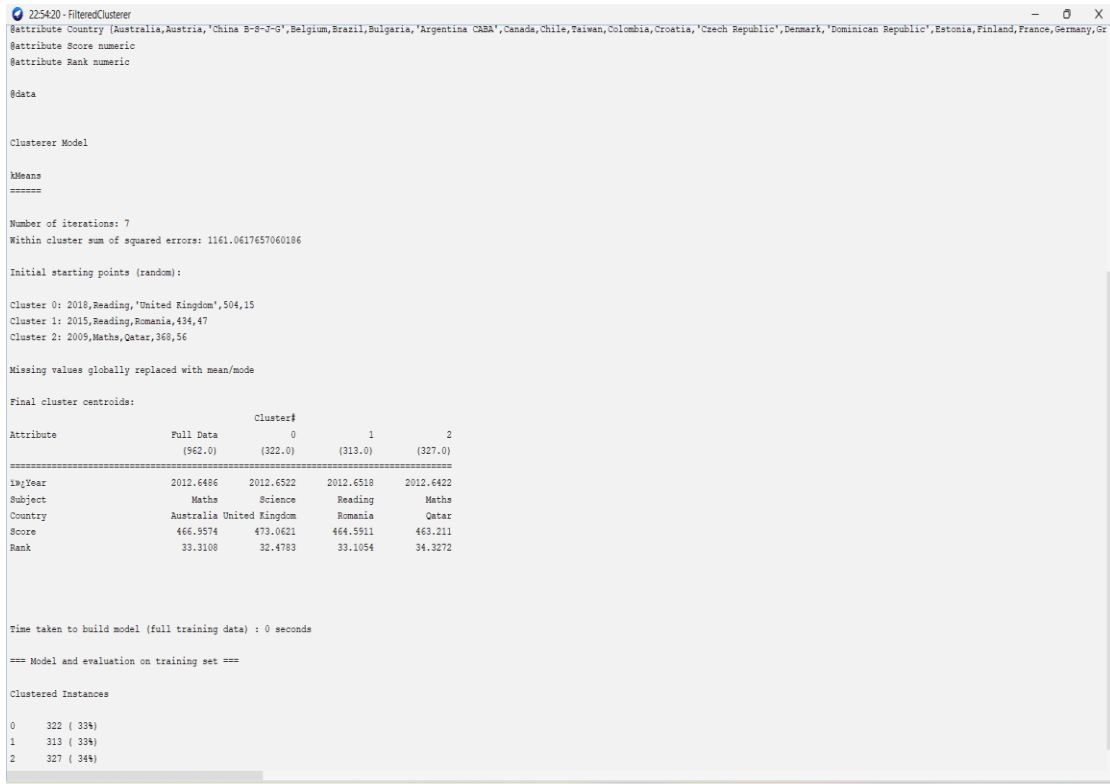 22:54:20 - FilteredClusterer
@attribute Country {Australia,Austria,'China B-S-J-G',Belgium,Brazil,Bulgaria,'Argentina CABA',Canada,Chile,Taiwan,Colombia,Croatia,'Czech Republic',Denmark,'Dominican Republic',Estonia,Finland,France,Germany,Gr
@attribute Score numeric
@attribute Rank numeric
@data
Clusterer Model
kMeans
======
Number of iterations: 7
Within cluster sum of squared errors: 1161.0617657060186
Initial starting points (random):
Cluster 0: 2018,Reading,'United Kingdom',504,15
Cluster 1: 2015,Reading,Romania,434,47
Cluster 2: 2009,Maths,Qatar,368,56
Missing values globally replaced with mean/mode
Final cluster centroids:
Cluster#
Attribute Full Data 0 1 2
(962.0) (322.0) (313.0) (327.0)
==========================================================================================
ï»¿Year 2012.6486 2012.6522 2012.6518 2012.6422
Subject Maths Science Reading Maths
Country Australia United Kingdom Romania Qatar
Score 466.9574 473.0621 464.5911 463.211
Rank 33.3108 32.4783 33.1054 34.3272
Time taken to build model (full training data) : 0 seconds
=== Model and evaluation on training set ===
Clustered Instances
0 322 ( 33%)
1 313 ( 33%)
2 327 ( 34%)